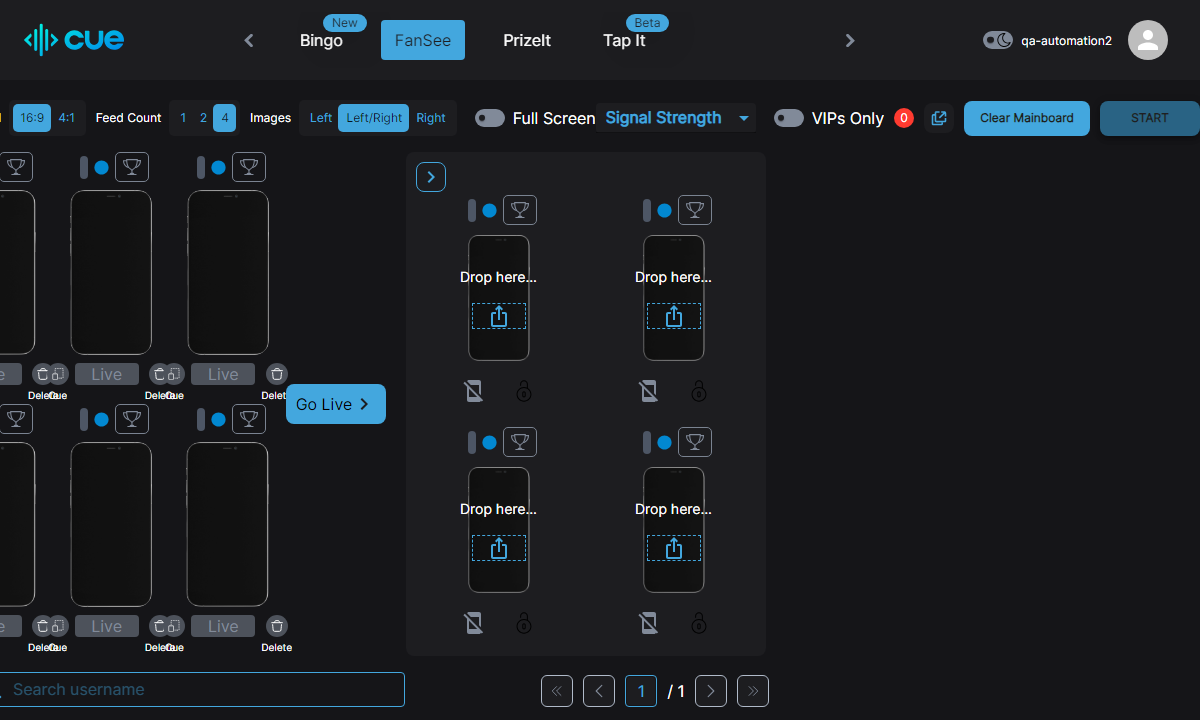 cue
Bingo
New
FanSee
PrizeIt
Tap It
Beta
qa-automation2
16:9
4:1
Feed Count
1
2
4
Images
Left
Left/Right
Right
Full Screen
Signal Strength
VIPs Only
0
Clear Mainboard
START
Drop here...
Drop here...
Live
Live
Delete
Cue
Delete
Cue
Delete
Go Live
Drop here...
Drop here...
Live
Live
Delete
Cue
Delete
Cue
Delete
Search username
1
/ 1